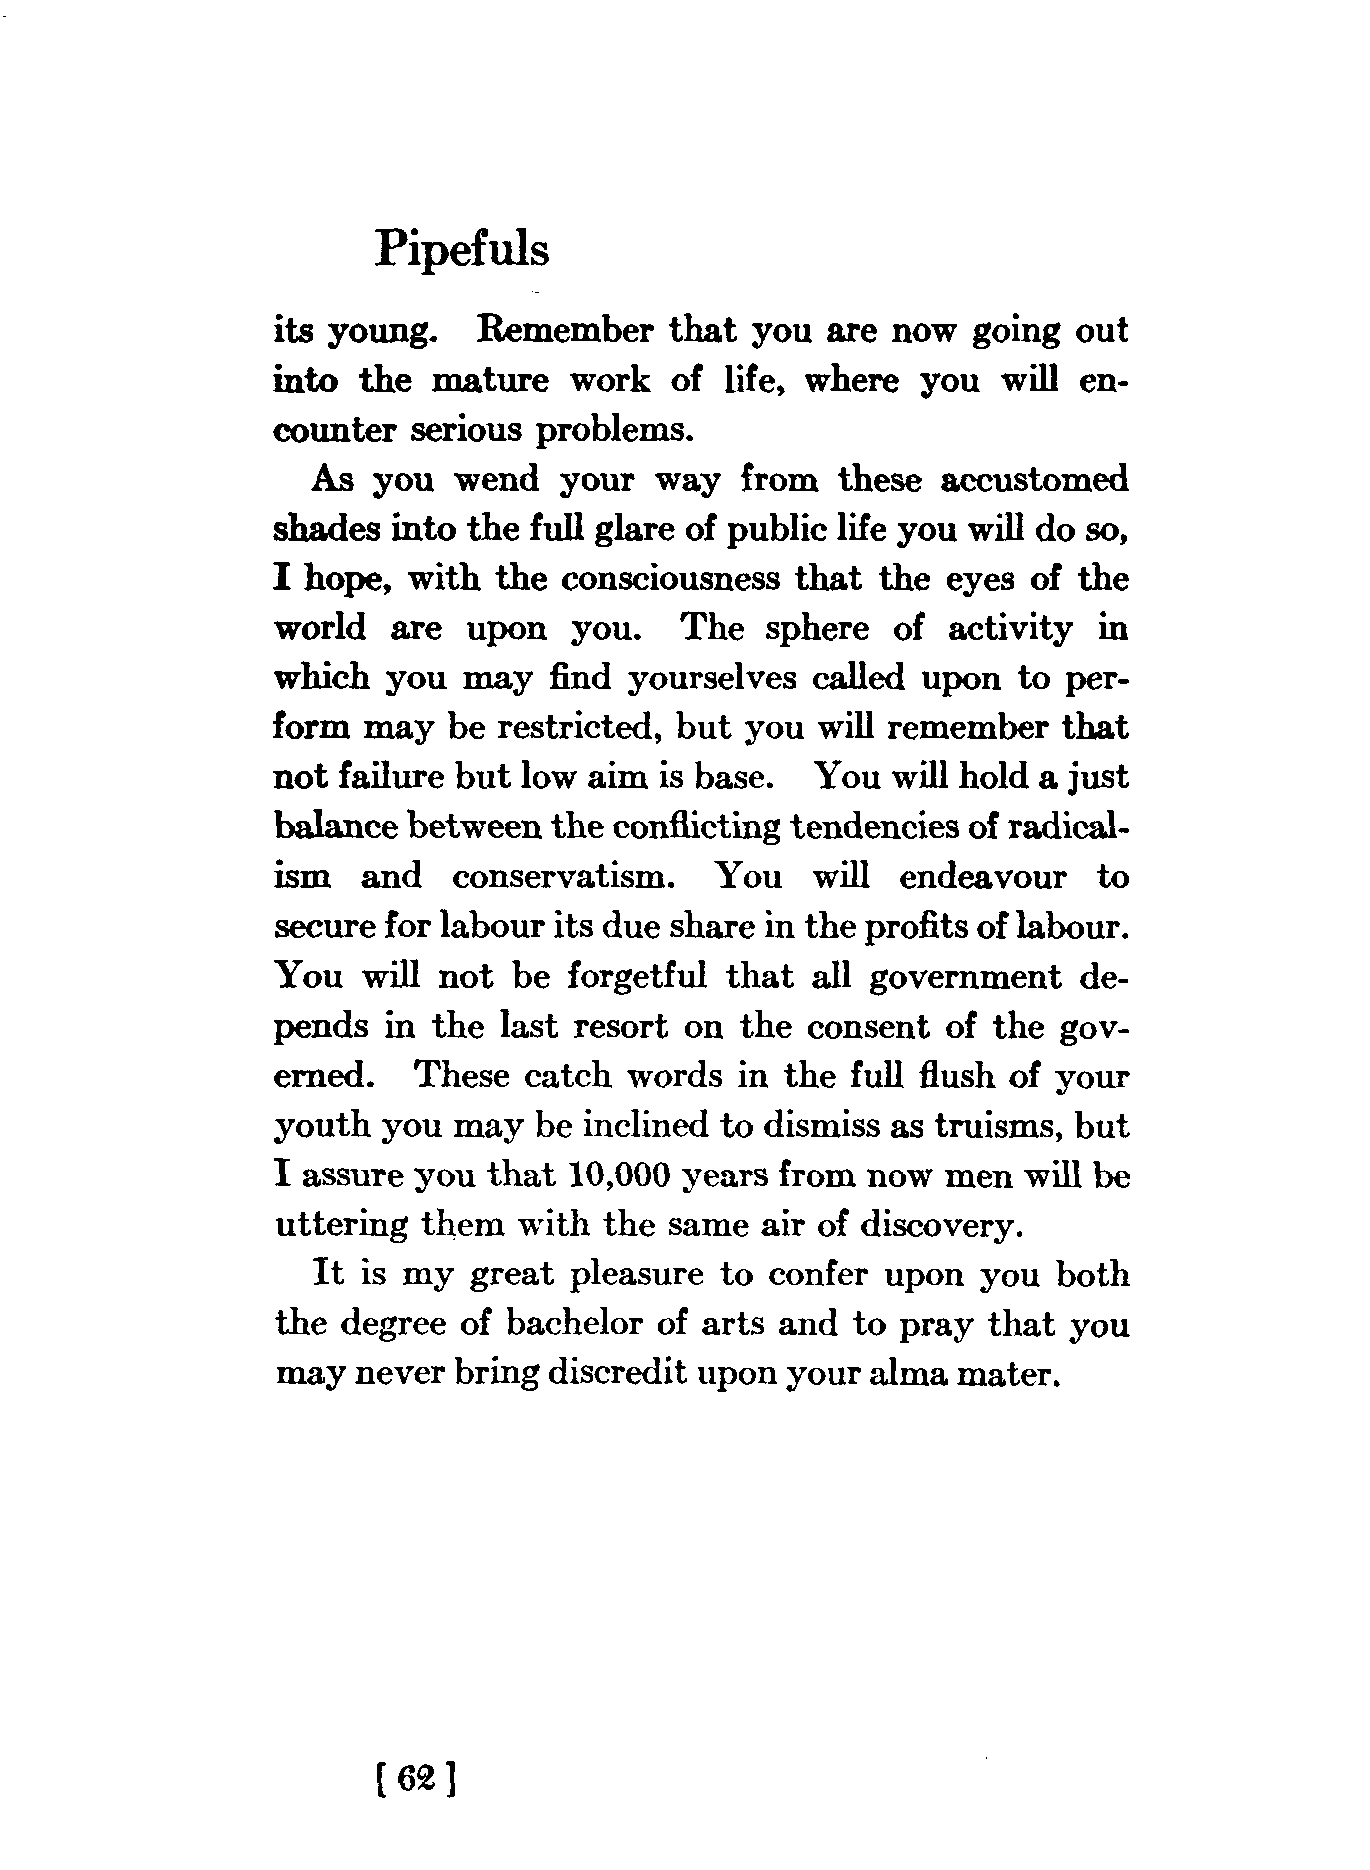 Pipefuls
its young. Remember that you are now going out
into the mature work of life, where you will en-
counter serious problems.
As you wend your way from these accustomed
shades into the full glare of public life you will do so,
I hope, with the consciousness that the eyes of the
world are upon you. The sphere of activity in
which you may find yourselves called upon to per-
form may be restricted, but you will remember that
not failure but low aim is base. You will hold a just
balance between the conflicting tendencies of radical-
ism and conservatism. You will endeavour to
secure for labour its due share in the profits of labour.
You will not be forgetful that all government de-
pends in the last resort on the consent of the gov-
erned. These catch words in the full flush of your
youth you may be inclined to dismiss as truisms, but
I assure you that 10,000 years from now men will be
uttering them with the same air of discovery.
It is my great pleasure to confer upon you both
the degree of bachelor of arts and to pray that you
may never bring discredit upon your alma mater.
[ 62 ]